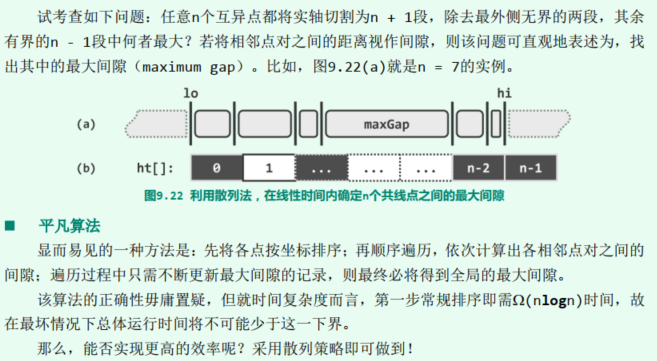 试考查如下问题：任意n个互异点都将实轴切割为n + 1段，除去最外侧无界的两段，其余
有界的n - 1段中何者最大？若将相邻点对之间的距离视作间隙，则该问题可直观地表述为，找
出其中的最大间隙（maximum gap）。比如，图9.22(a)就是n = 7的实例。
lo hi
(a) maxGap
(b) ht[]: 0 1 ... ... ... n-2 n-1
图9.22 利用散列法，在线性时间内确定n个共线点之间的最大间隙
■ 平凡算法
显而易见的一种方法是：先将各点按坐标排序；再顺序遍历，依次计算出各相邻点对之间的
间隙；遍历过程中只需不断更新最大间隙的记录，则最终必将得到全局的最大间隙。
该算法的正确性毋庸置疑，但就时间复杂度而言，第一步常规排序即需Ω(nlogn)时间，故
在最坏情况下总体运行时间将不可能少于这一下界。
那么，能否实现更高的效率呢？采用散列策略即可做到！